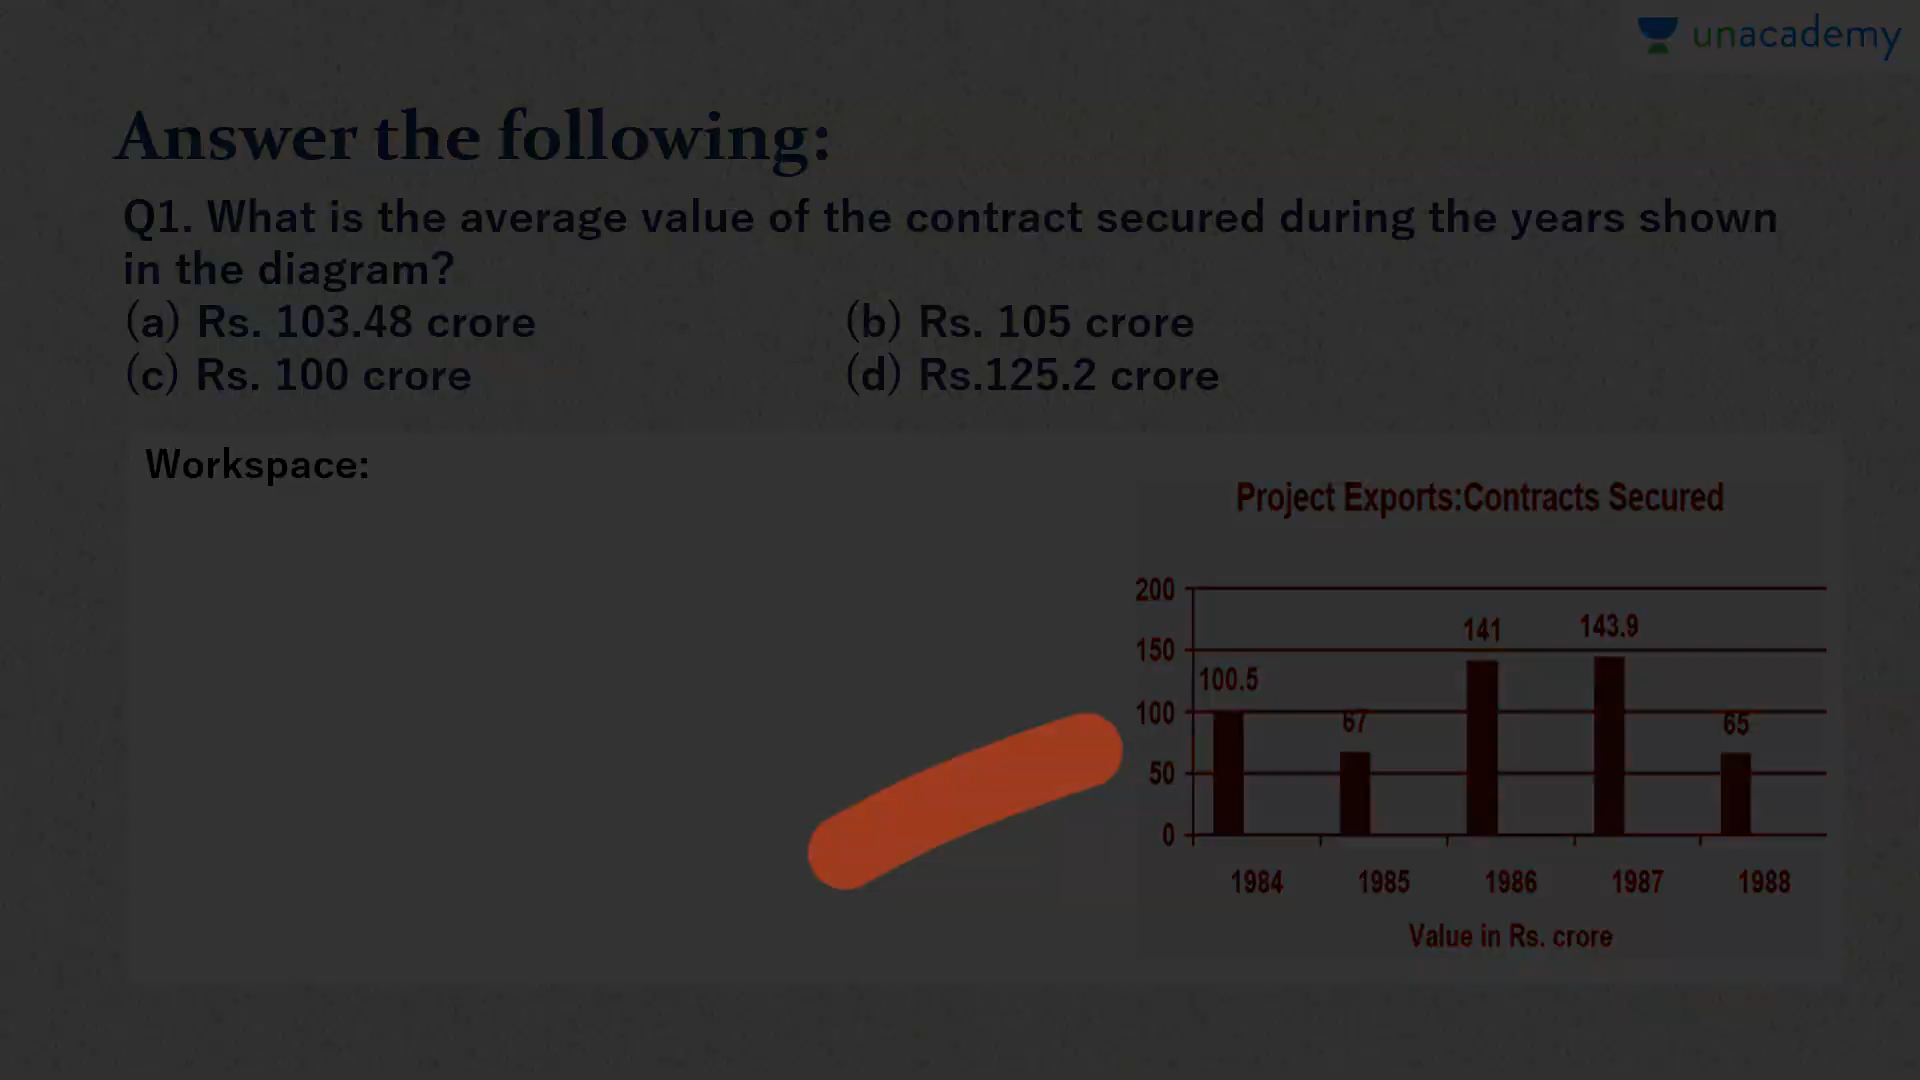 unacademy
Answer the following:
Q1. What is the average value of the contract secured during the years shown
in the diagram?
(a) Rs. 103.48 crore (b) Rs. 105 crore
(c) Rs. 100 crore (d) Rs.125.2 crore
Workspace:
Project Exports:Contracts Secured
200
150
100
50
0
100.5
67
141
143.9
65
1984 1985 1986 1987 1988
Value in Rs. crore